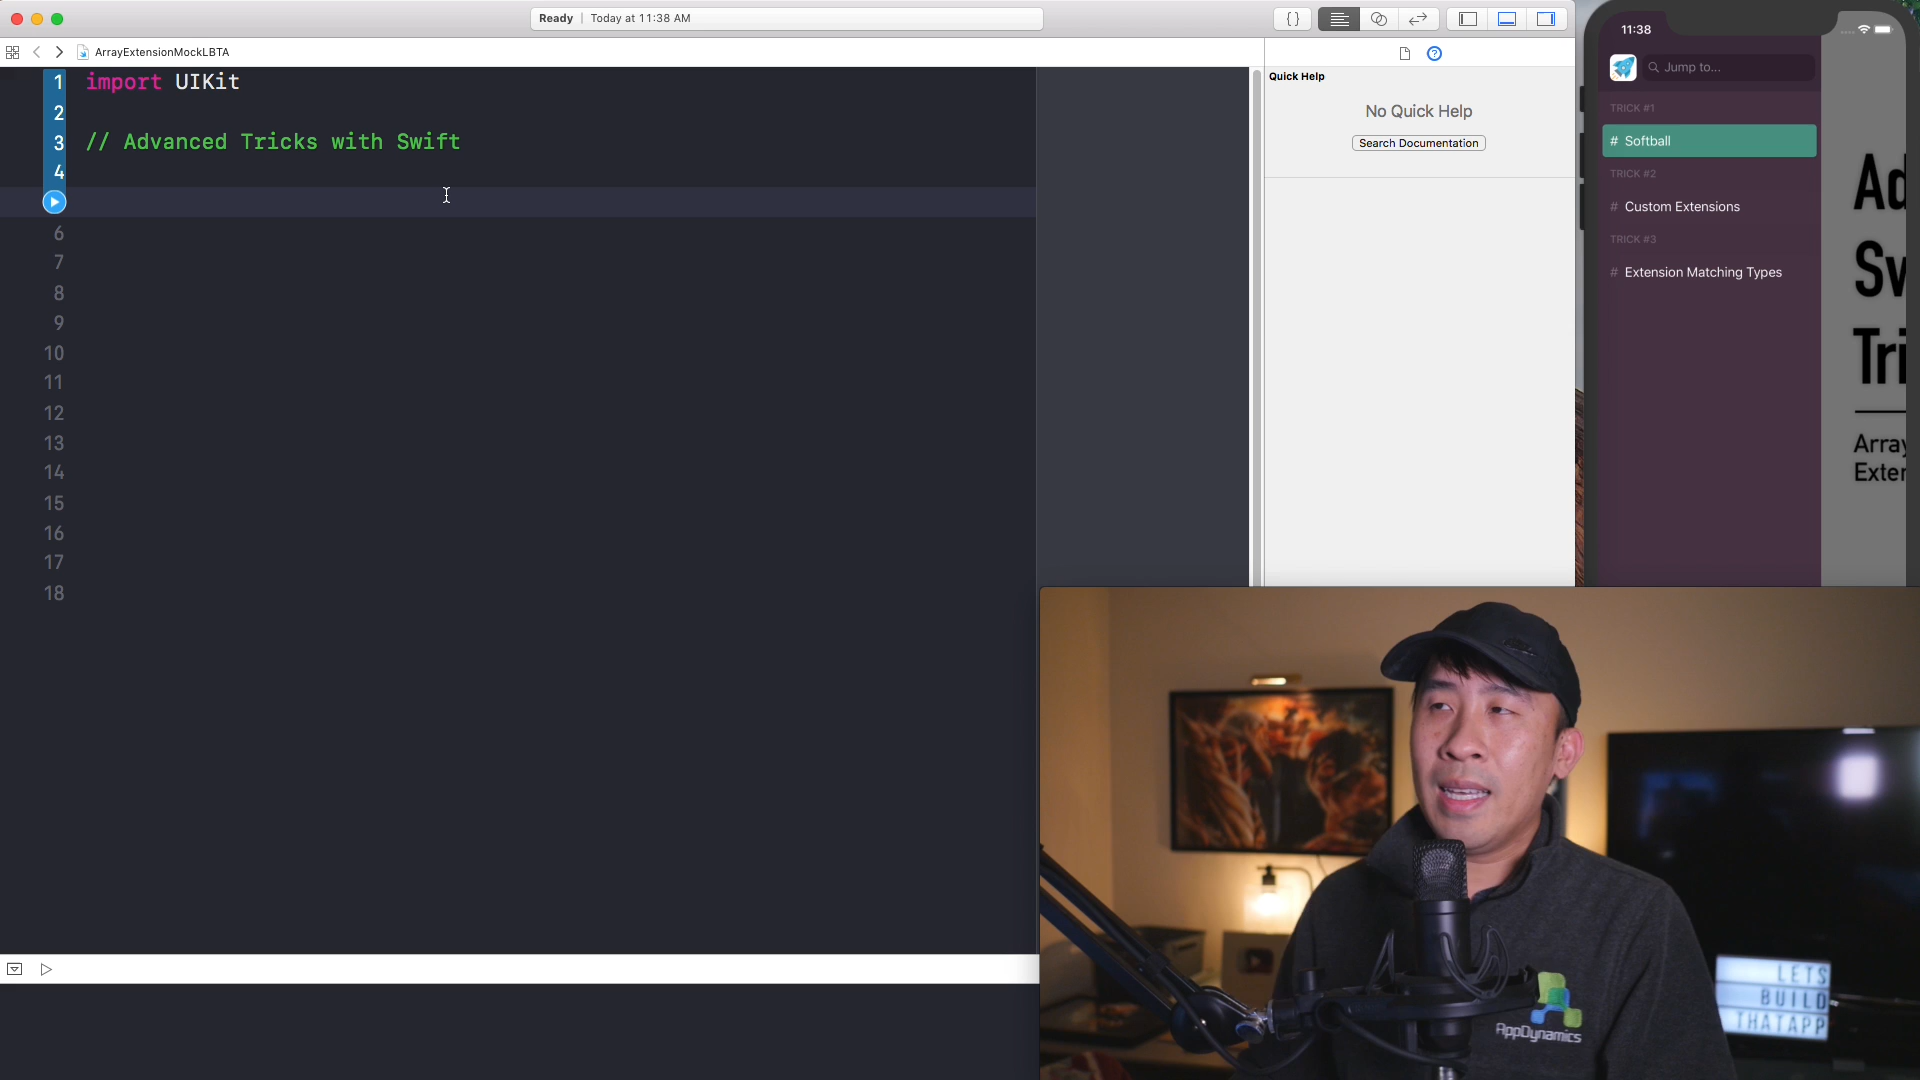 Ready | Today at 11:38 AM
{ }
ArrayExtensionMockLBTA
1 import UIKit
2
3 // Advanced Tricks with Swift
4
6
7
8
9
10
11
12
13
14
15
16
17
18
Quick Help
No Quick Help
Search Documentation
11:38
Jump to...
TRICK #1
# Softball
TRICK #2
# Custom Extensions
TRICK #3
# Extension Matching Types
Ad
Sw
Tri
Array
Exter
AppDynamics
LETS
BUILD
THATAPP